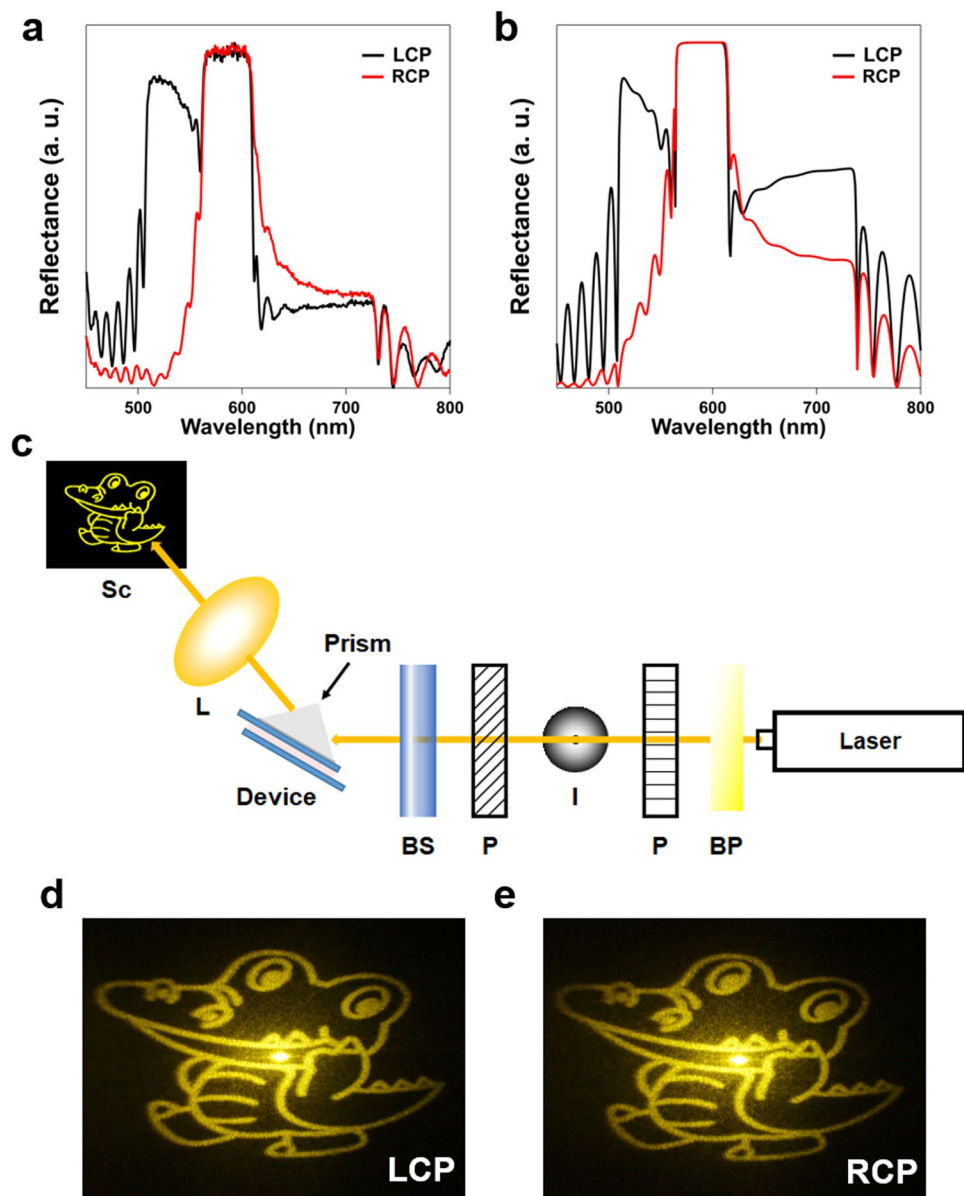 a
b
LCP
RCP
LCP
RCP
Reflectance (a. u.)
Reflectance (a. u.)
500
600
700
800
500
600
700
800
Wavelength (nm)
Wavelength (nm)
c
Sc
Prism
L
Laser
Device
I
BS
P
P
BP
d
e
LCP
RCP